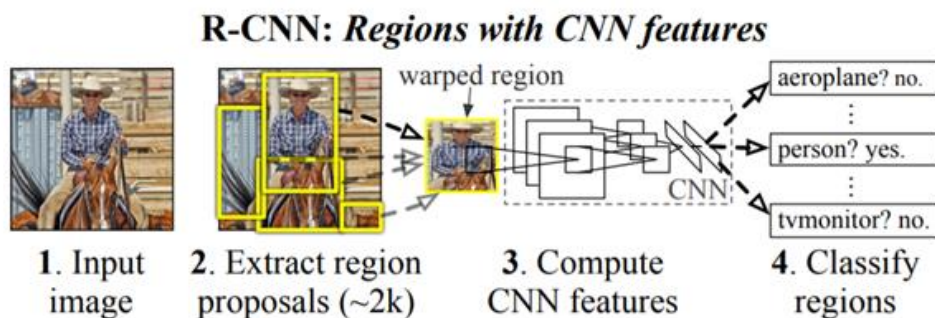 R-CNN: Regions with CNN features
warped region
aeroplane? no.
⋮
person? yes.
⋮
tvmonitor? no.
CNN
1. Input image
2. Extract region proposals (~2k)
3. Compute CNN features
4. Classify regions